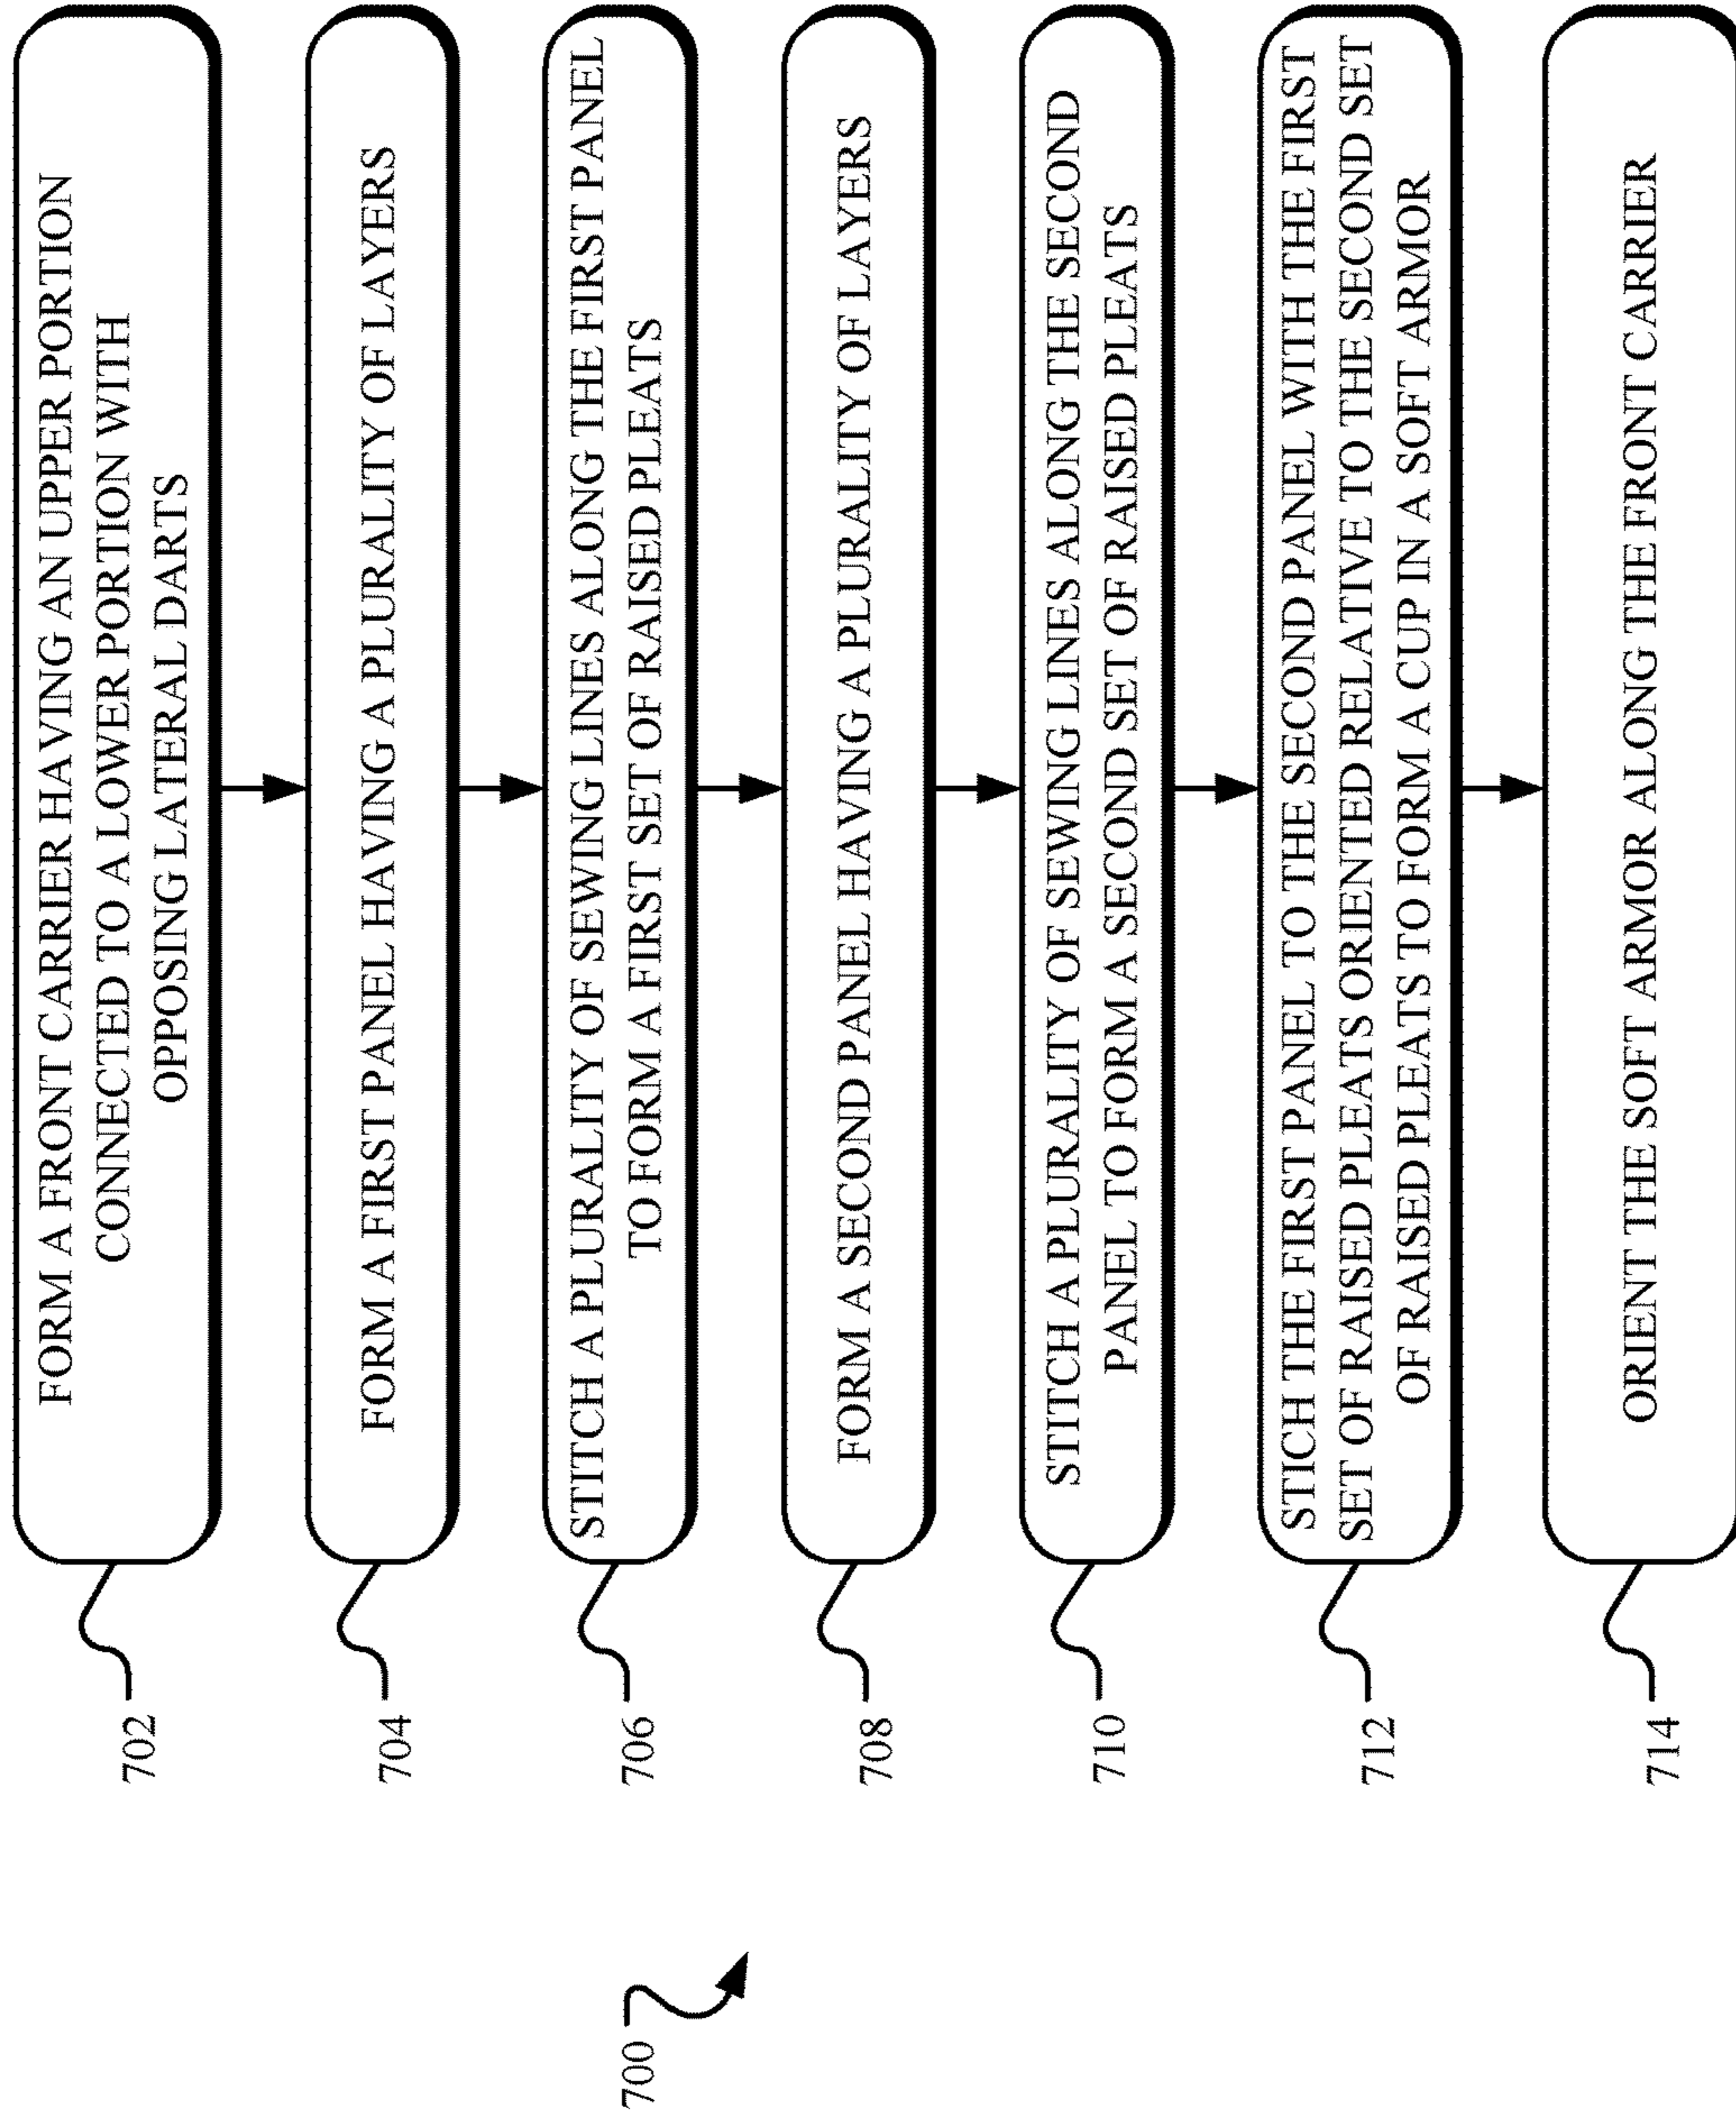 700
702
FORM A FRONT CARRIER HAVING AN UPPER PORTION
CONNECTED TO A LOWER PORTION WITH
OPPOSING LATERAL DARTS
704
FORM A FIRST PANEL HAVING A PLURALITY OF LAYERS
706
STITCH A PLURALITY OF SEWING LINES ALONG THE FIRST PANEL
TO FORM A FIRST SET OF RAISED PLEATS
708
FORM A SECOND PANEL HAVING A PLURALITY OF LAYERS
710
STITCH A PLURALITY OF SEWING LINES ALONG THE SECOND
PANEL TO FORM A SECOND SET OF RAISED PLEATS
712
STICH THE FIRST PANEL TO THE SECOND PANEL WITH THE FIRST
SET OF RAISED PLEATS ORIENTED RELATIVE TO THE SECOND SET
OF RAISED PLEATS TO FORM A CUP IN A SOFT ARMOR
714
ORIENT THE SOFT ARMOR ALONG THE FRONT CARRIER